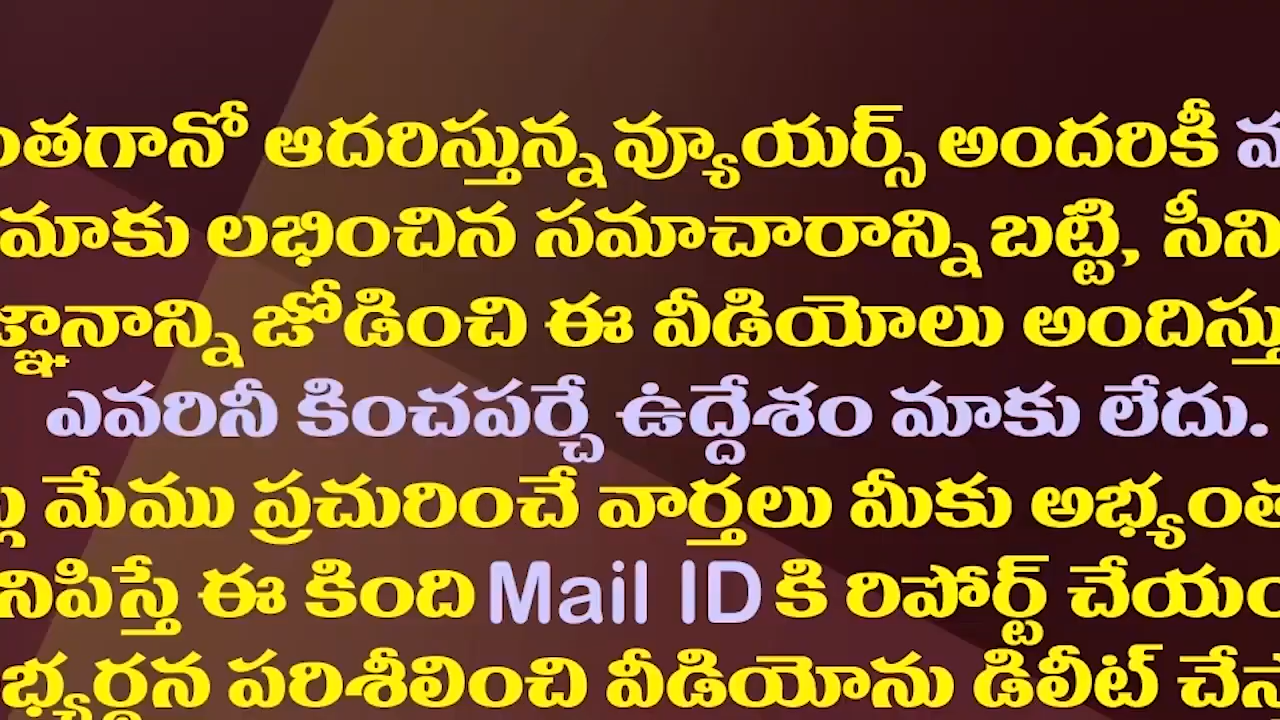 ంతగానో ఆదరిస్తున్న వ్యూయర్స్ అందరికీ
మాకు లభించిన సమాచారాన్ని బట్టి, సీని
జ్ఞానాన్ని జోడించి ఈ వీడియోలు అందిస్తు
ఎవరినీ కించపర్చే ఉద్దేశం మాకు లేదు.
మేము ప్రచురించే వార్తలు మీకు అభ్యంత
నిపిస్తే ఈ కింది Mail ID కి రిపోర్ట్ చేయం
భ్యర్థన పరిశీలించి వీడియోను డిలీట్ చేస